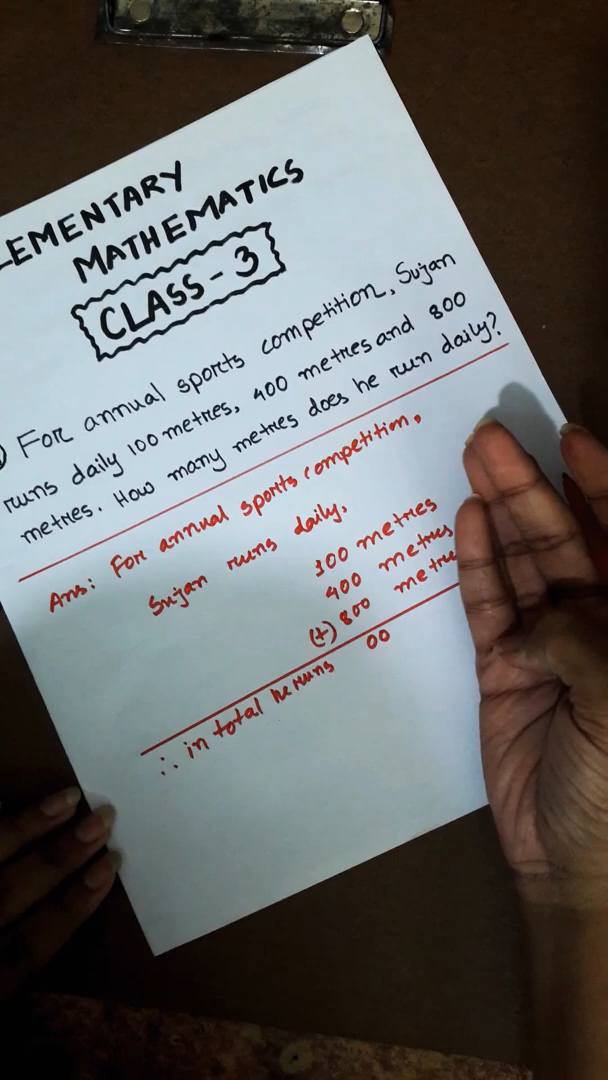 LEMENTARY
MATHEMATICS
CLASS - 3
For annual sports competition, Sujan
runs daily 100 metres, 400 metres and 800
metres. How many metres does he run daily?
Ans: For annual sports competition,
Sujan runs daily,
100 metres
400 metres
(+) 800 metre
∴ in total he runs 00